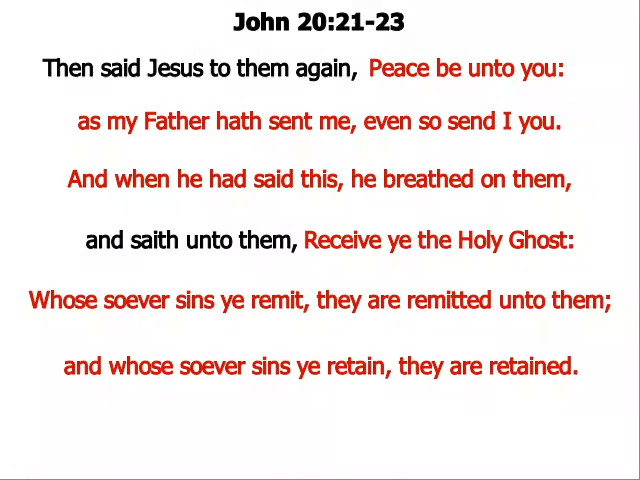 John 20:21-23
Then said Jesus to them again, Peace be unto you:
as my Father hath sent me, even so send I you.
And when he had said this, he breathed on them,
and saith unto them, Receive ye the Holy Ghost:
Whose soever sins ye remit, they are remitted unto them;
and whose soever sins ye retain, they are retained.